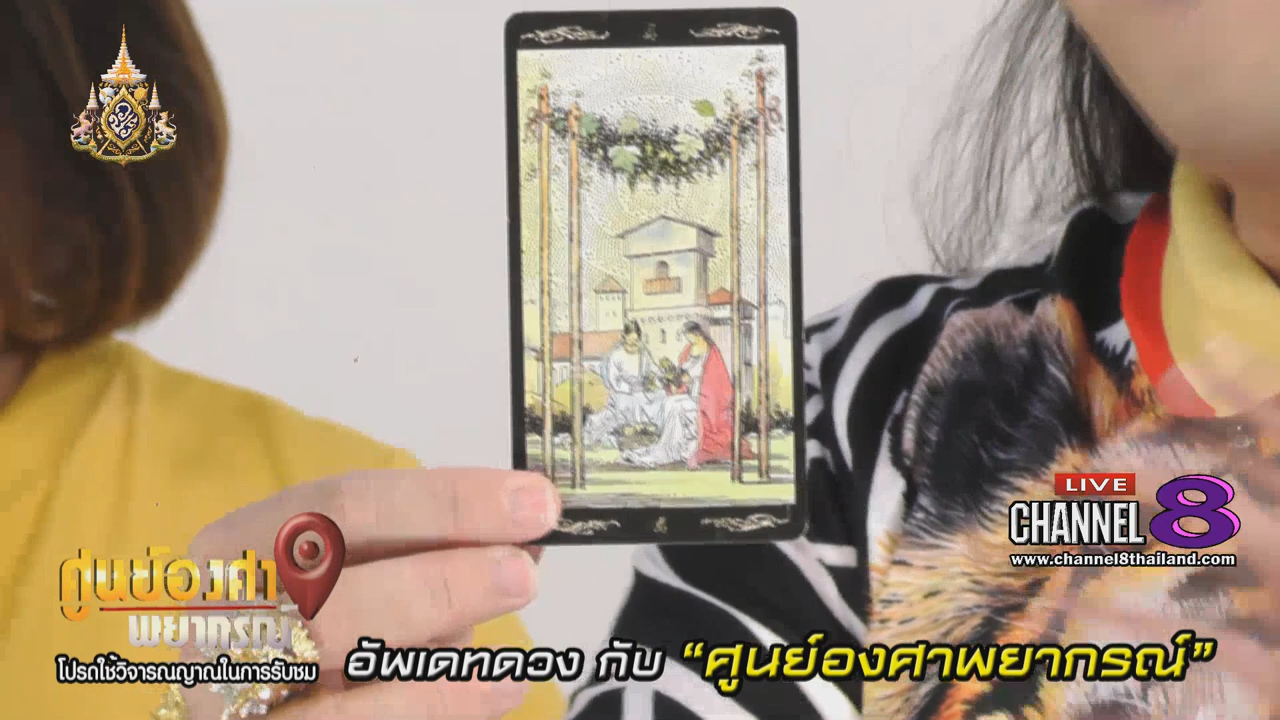 LIVE
CHANNEL 8
www.channel8thailand.com
ศูนย์องศา
พยากรณ์
โปรดใช้วิจารณญาณในการรับชม
อัพเดทดวง กับ “ศูนย์องศาพยากรณ์”